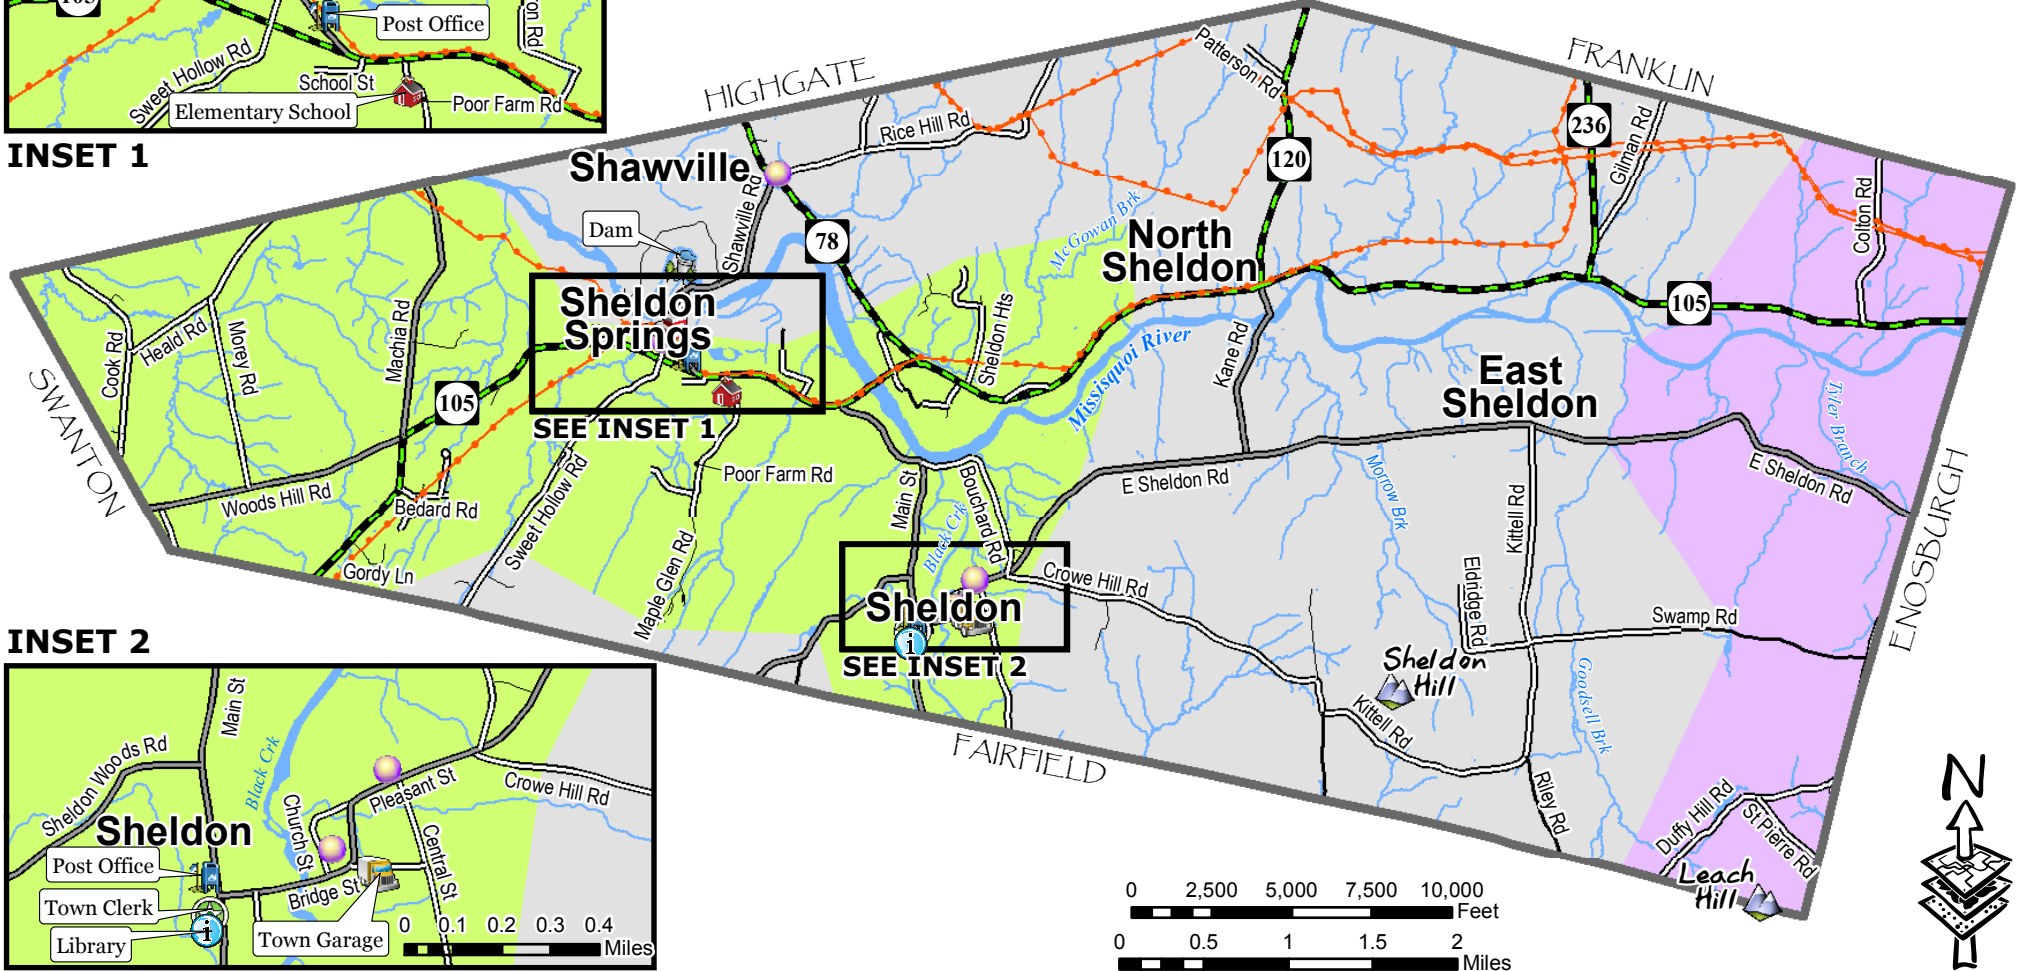 105
Post Office
Sweet Hollow Rd
School St
Elementary School
Poor Farm Rd
on Rd
INSET 1
HIGHGATE
FRANKLIN
SWANTON
ENOSBURGH
FAIRFIELD
Patterson Rd
Rice Hill Rd
Shawville
Shawville Rd
Dam
78
120
236
Gilman Rd
Colton Rd
McGowan Brk
North
Sheldon
Sheldon
Springs
Cook Rd
Heald Rd
Morey Rd
Machia Rd
105
105
SEE INSET 1
Sheldon Hts
Missisquoi River
Kane Rd
East
Sheldon
Tyler Branch
Woods Hill Rd
Bedard Rd
Gordy Ln
Sweet Hollow Rd
Poor Farm Rd
Maple Glen Rd
Main St
Black Crk
Bouchard Rd
E Sheldon Rd
E Sheldon Rd
Morrow Brk
Kittell Rd
Eldridge Rd
Swamp Rd
Crowe Hill Rd
Sheldon
i
SEE INSET 2
Sheldon
Hill
Kittell Rd
Goodsell Brk
Riley Rd
Duffy Hill Rd
St Pierre Rd
Leach
Hill
N
INSET 2
Main St
Sheldon Woods Rd
Black Crk
Pleasant St
Crowe Hill Rd
Church St
Central St
Sheldon
Post Office
Bridge St
Town Clerk
Library
i
Town Garage
0 0.1 0.2 0.3 0.4
Miles
0 2,500 5,000 7,500 10,000
Feet
0 0.5 1 1.5 2
Miles